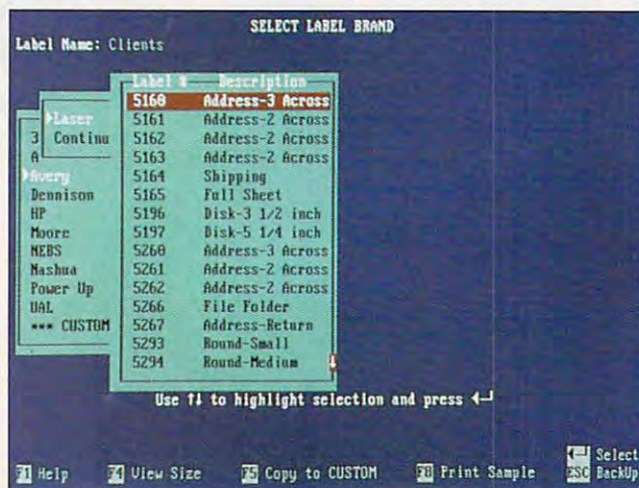 SELECT LABEL BRAND
Label Name: Clients
Label # Description
5160 Address-3 Across
5161 Address-2 Across
5162 Address-2 Across
5163 Address-2 Across
5164 Shipping
5165 Full Sheet
5196 Disk-3 1/2 inch
5197 Disk-5 1/4 inch
5260 Address-3 Across
5261 Address-2 Across
5262 Address-2 Across
5266 File Folder
5267 Address-Return
5293 Round-Small
5294 Round-Medium
Laser
Continu
3
A
Avery
Dennison
HP
Moore
NEBS
Nashua
Power Up
UAL
*** CUSTOM
Use ↑↓ to highlight selection and press ↵
↵ Select
F1 Help F4 View Size F5 Copy to CUSTOM F8 Print Sample ESC BackUp